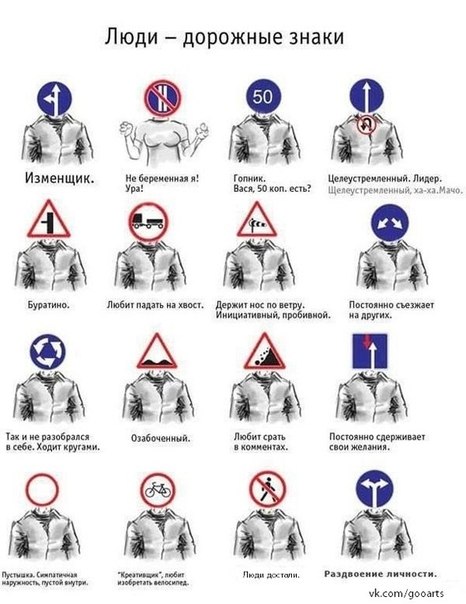 Люди – дорожные знаки
50
Изменщик.
Не беременная я!
Ура!
Гопник.
Вася, 50 коп. есть?
Целеустремленный. Лидер.
Щелеустремленный, ха-ха.Мачо.
Буратино.
Любит падать на хвост.
Держит нос по ветру.
Инициативный, пробивной.
Постоянно съезжает
на других.
Так и не разобрался
в себе. Ходит кругами.
Озабоченный.
Любит срать
в комментах.
Постоянно сдерживает
свои желания.
Пустышка. Симпатичная
наружность, пустой внутри.
"Креативщик", любит
изобретать велосипед.
Люди достали.
Раздвоение личности.
vk.com/gooarts